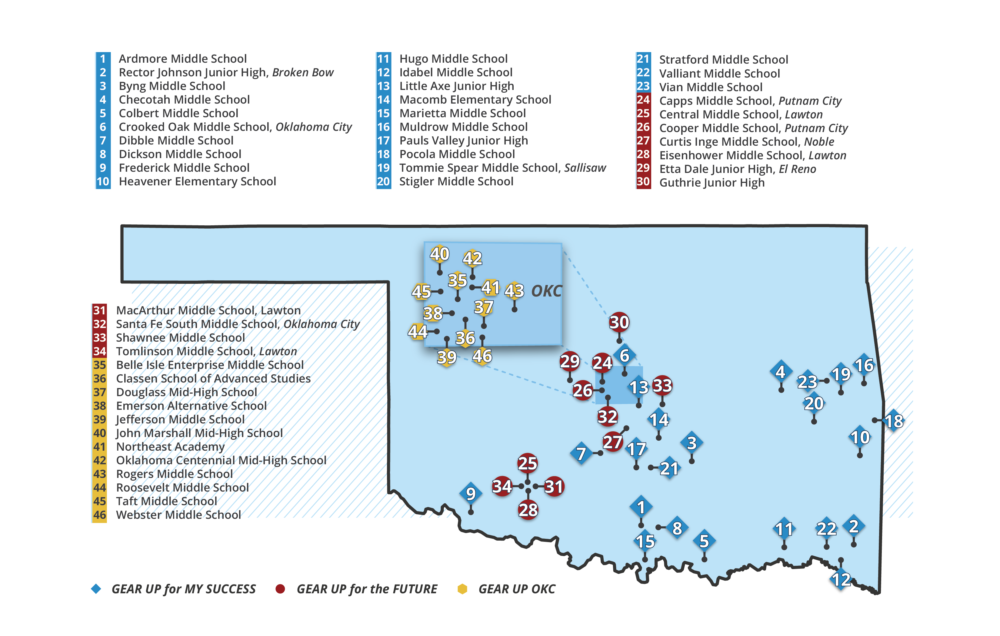 1 Ardmore Middle School
2 Rector Johnson Junior High, Broken Bow
3 Byng Middle School
4 Checotah Middle School
5 Colbert Middle School
6 Crooked Oak Middle School, Oklahoma City
7 Dibble Middle School
8 Dickson Middle School
9 Frederick Middle School
10 Heavener Elementary School
11 Hugo Middle School
12 Idabel Middle School
13 Little Axe Junior High
14 Macomb Elementary School
15 Marietta Middle School
16 Muldrow Middle School
17 Pauls Valley Junior High
18 Pocola Middle School
19 Tommie Spear Middle School, Sallisaw
20 Stigler Middle School
21 Stratford Middle School
22 Valliant Middle School
23 Vian Middle School
24 Capps Middle School, Putnam City
25 Central Middle School, Lawton
26 Cooper Middle School, Putnam City
27 Curtis Inge Middle School, Noble
28 Eisenhower Middle School, Lawton
29 Etta Dale Junior High, El Reno
30 Guthrie Junior High
31 MacArthur Middle School, Lawton
32 Santa Fe South Middle School, Oklahoma City
33 Shawnee Middle School
34 Tomlinson Middle School, Lawton
35 Belle Isle Enterprise Middle School
36 Classen School of Advanced Studies
37 Douglass Mid-High School
38 Emerson Alternative School
39 Jefferson Middle School
40 John Marshall Mid-High School
41 Northeast Academy
42 Oklahoma Centennial Mid-High School
43 Rogers Middle School
44 Roosevelt Middle School
45 Taft Middle School
46 Webster Middle School
40
42
35
45
41
43
OKC
37
38
44
36
39
46
30
6
29
24
26
13
33
32
14
27
17
3
7
21
25
34
31
9
28
4
23
19
16
20
18
10
1
8
15
5
11
22
2
12
GEAR UP for MY SUCCESS
GEAR UP for the FUTURE
GEAR UP OKC